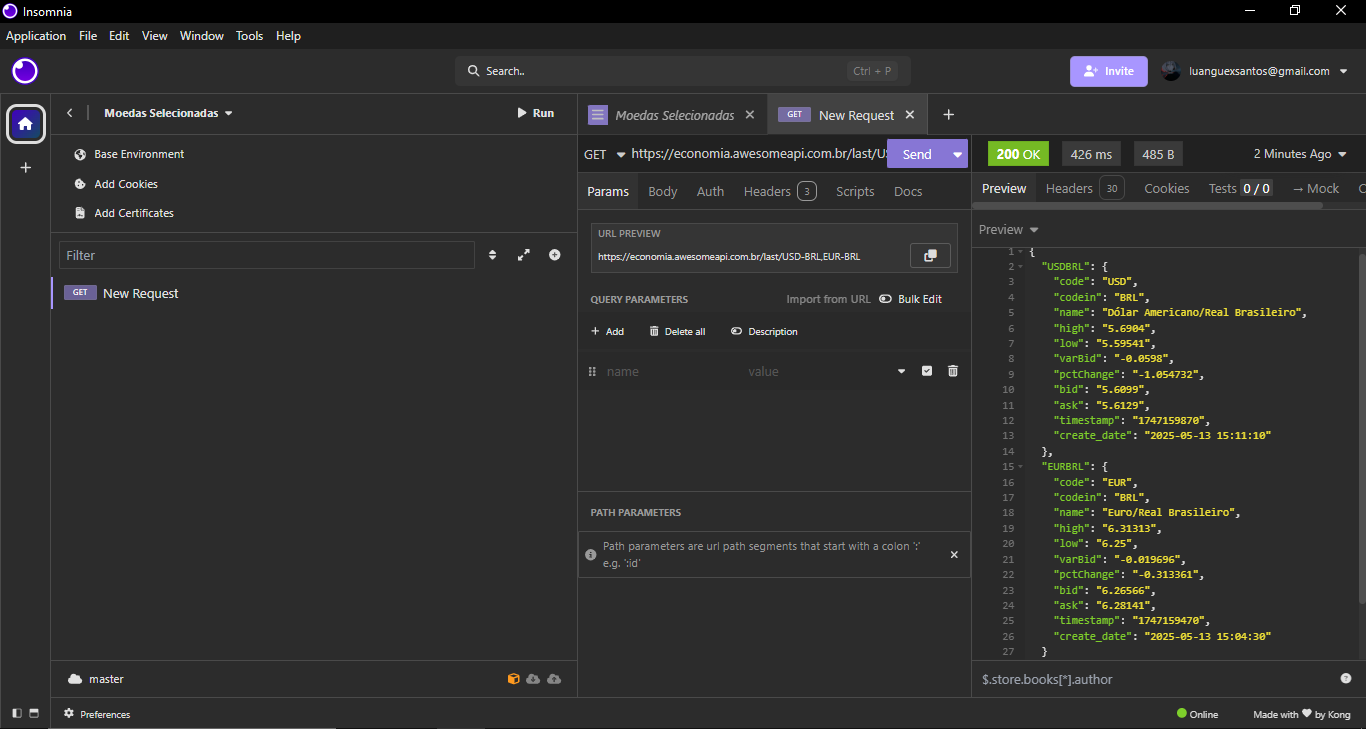 Insomnia
Application File Edit View Window Tools Help
Search.. Ctrl + P
Invite
luanguexsantos@gmail.com
Moedas Selecionadas
Run
Base Environment
Add Cookies
Add Certificates
Filter
GET New Request
master
Preferences
Moedas Selecionadas
GET New Request
GET https://economia.awesomeapi.com.br/last/US
Send
Params Body Auth Headers 3 Scripts Docs
URL PREVIEW
https://economia.awesomeapi.com.br/last/USD-BRL,EUR-BRL
QUERY PARAMETERS Import from URL Bulk Edit
+ Add Delete all Description
name value
PATH PARAMETERS
Path parameters are url path segments that start with a colon ':'
e.g. ':id'
200 OK 426 ms 485 B 2 Minutes Ago
Preview Headers 30 Cookies Tests 0 / 0 → Mock
Preview
1 {
2 "USDBRL": {
3 "code": "USD",
4 "codein": "BRL",
5 "name": "Dólar Americano/Real Brasileiro",
6 "high": "5.6904",
7 "low": "5.59541",
8 "varBid": "-0.0598",
9 "pctChange": "-1.054732",
10 "bid": "5.6099",
11 "ask": "5.6129",
12 "timestamp": "1747159870",
13 "create_date": "2025-05-13 15:11:10"
14 },
15 "EURBRL": {
16 "code": "EUR",
17 "codein": "BRL",
18 "name": "Euro/Real Brasileiro",
19 "high": "6.31313",
20 "low": "6.25",
21 "varBid": "-0.019696",
22 "pctChange": "-0.313361",
23 "bid": "6.26566",
24 "ask": "6.28141",
25 "timestamp": "1747159470",
26 "create_date": "2025-05-13 15:04:30"
27 }
$.store.books[*].author
Online
Made with ♥ by Kong